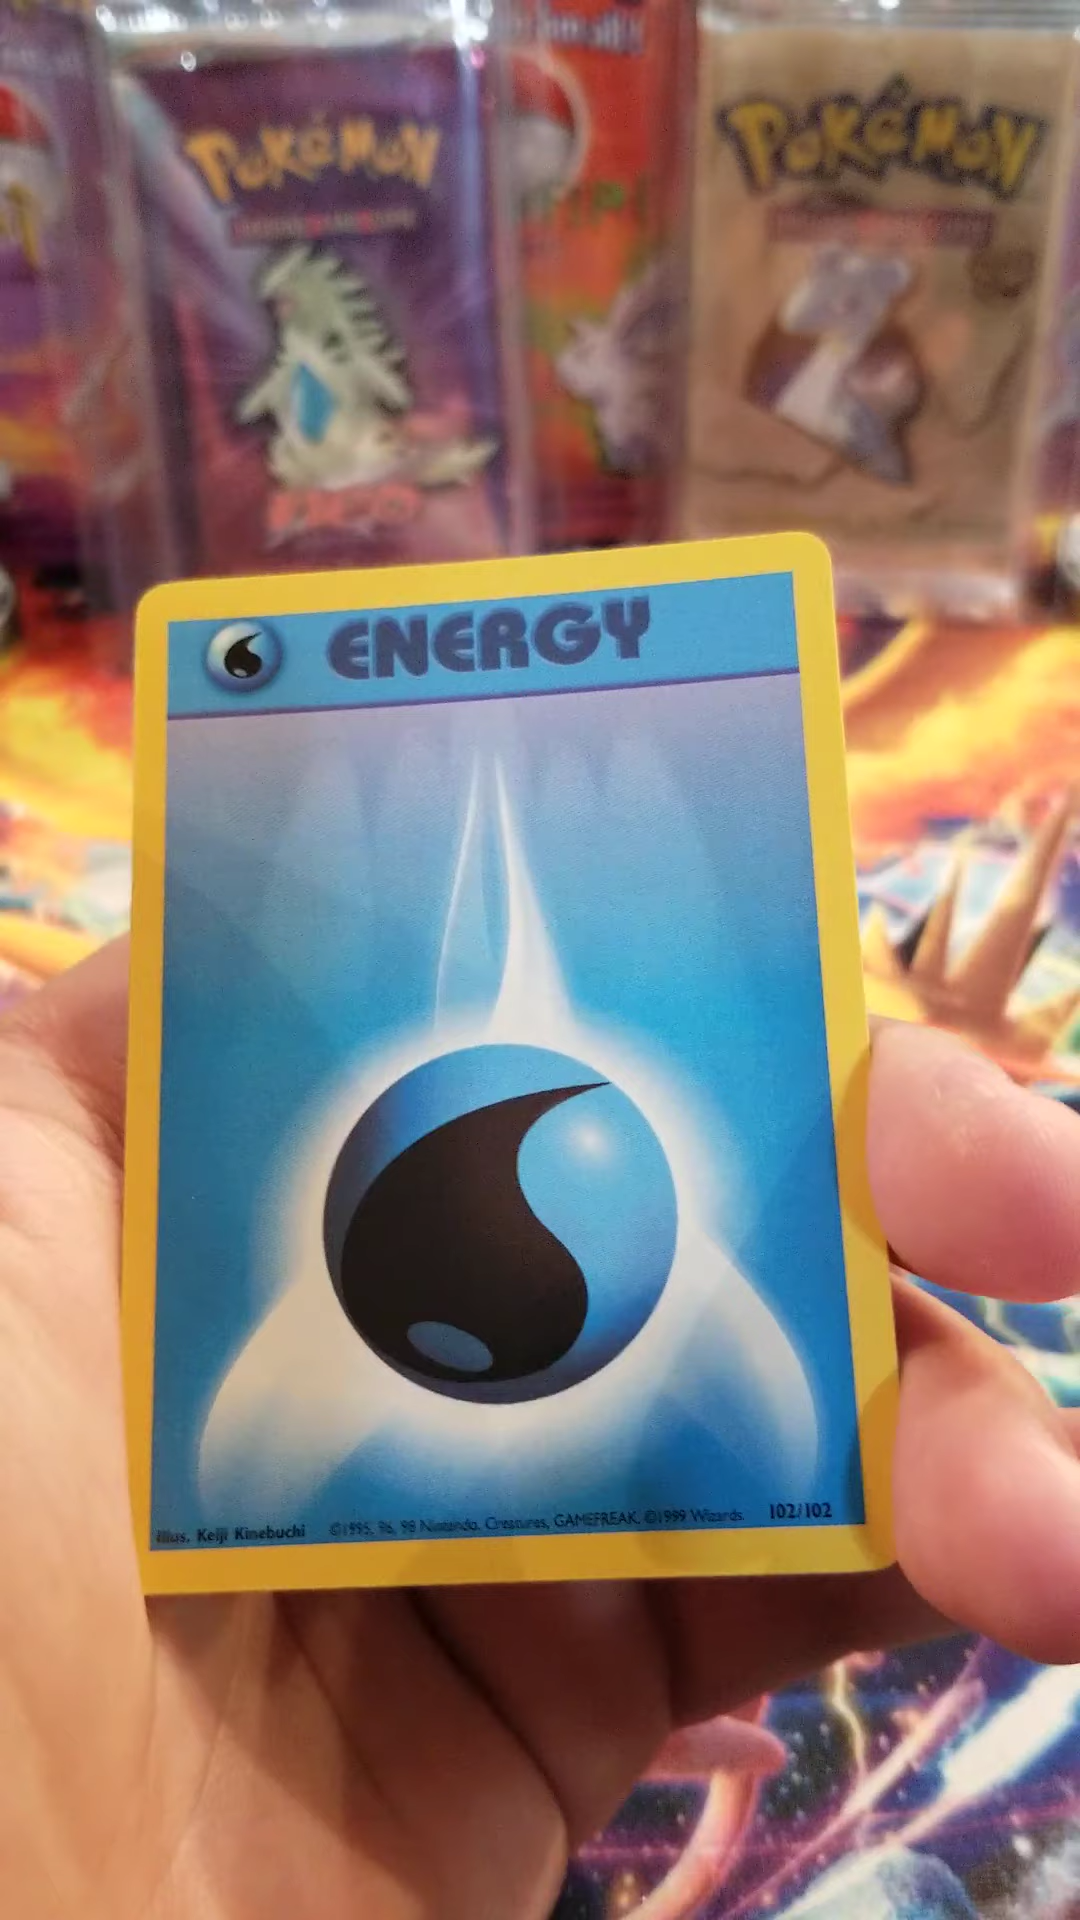 Pokémon
Pokémon
ENERGY
Illus. Keiji Kinebuchi ©1995, 96, 98 Nintendo, Creatures, GAMEFREAK. ©1999 Wizards. 102/102